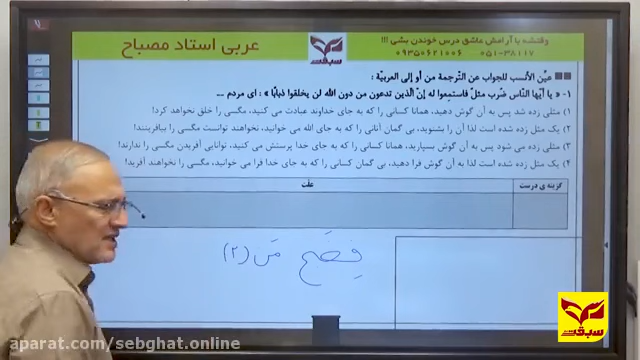 وقتشه با آرامش عاشق درس خوندن بشی !!!
۰۵۱-۳۸۱۱۷ ۰۹۳۵۰۶۲۱۰۰۶
سبقت
عربی استاد مصباح
عيّن الأنسب للجواب عن الترجمة من أو إلى العربيّة :
۱- « يا أيّها النّاس ضُرب مثلٌ فاستمِعوا له إنّ الّذين تدعون من دون الله لن يخلقوا ذبابًا » : ای مردم ....
۱) مثلی زده شد پس به آن گوش دهید، همانا کسانی را که به جای خداوند عبادت می کنید، مگسی را خلق نخواهد کرد!
۲) یک مثل زده شده است لذا آن را بشنوید، بی گمان آنانی را که به جای الله می خوانید، نخواهند توانست مگسی را بیافرینند!
۳) مثلی زده می شود پس به آن گوش بسپارید، همانا کسانی را که به جای خدا پرستش می کنید، توانایی آفریدن مگسی را ندارند!
۴) یک مثل زده شده است لذا به آن گوش فرا دهید، بی گمان کسانی را که به جای خدا فرا می خوانید، مگسی را نخواهند آفرید!
گزینه ی درست علّت
(۲)
سبقت
aparat.com/sebghat.online